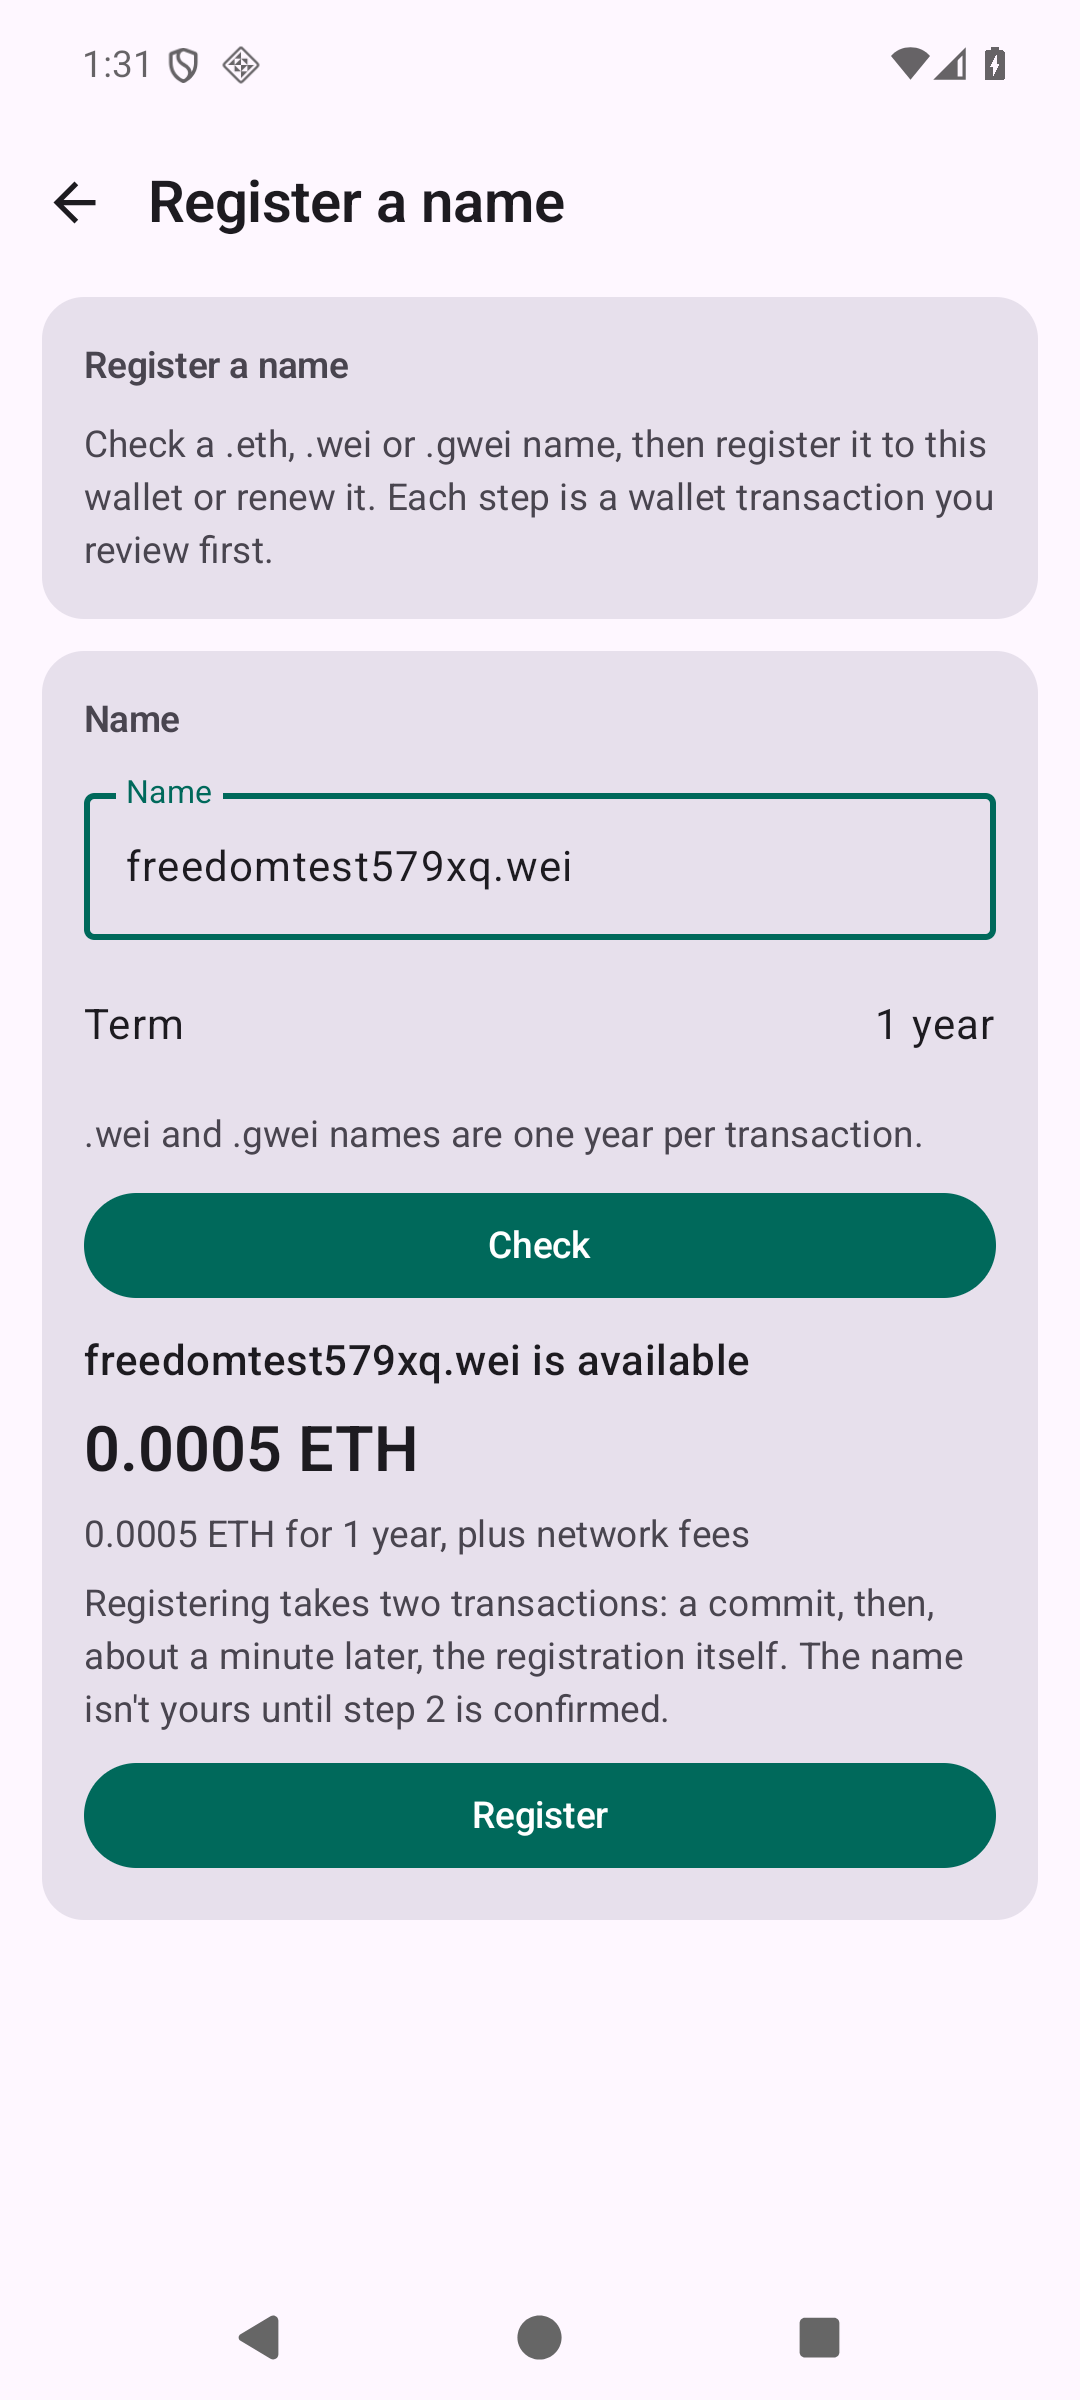 1:31
Register a name
Register a name
Check a .eth, .wei or .gwei name, then register it to this
wallet or renew it. Each step is a wallet transaction you
review first.
Name
Name
freedomtest579xq.wei
Term 1 year
.wei and .gwei names are one year per transaction.
Check
freedomtest579xq.wei is available
0.0005 ETH
0.0005 ETH for 1 year, plus network fees
Registering takes two transactions: a commit, then,
about a minute later, the registration itself. The name
isn't yours until step 2 is confirmed.
Register